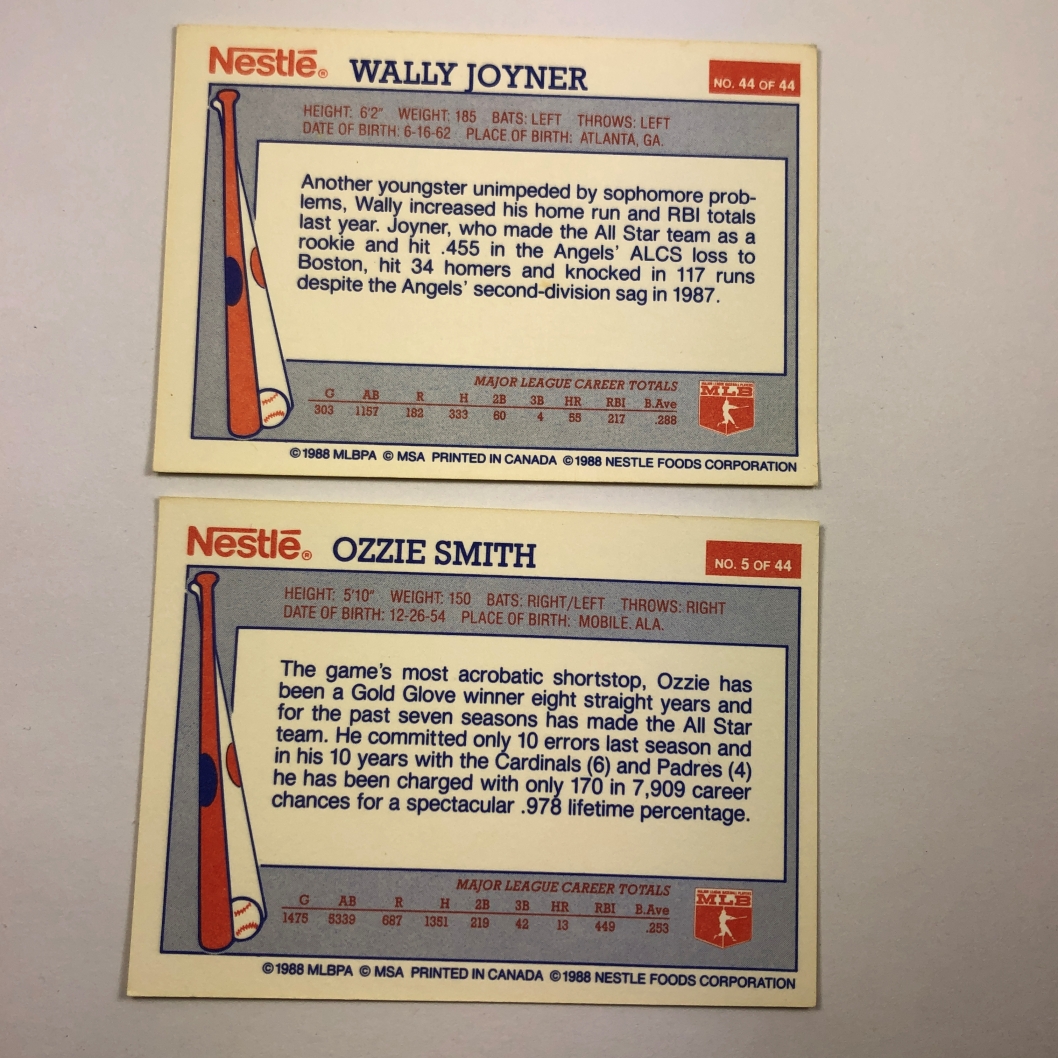 Nestlé® WALLY JOYNER NO. 44 OF 44
HEIGHT: 6'2" WEIGHT: 185 BATS: LEFT THROWS: LEFT
DATE OF BIRTH: 6-16-62 PLACE OF BIRTH: ATLANTA, GA.
Another youngster unimpeded by sophomore prob-
lems, Wally increased his home run and RBI totals
last year. Joyner, who made the All Star team as a
rookie and hit .455 in the Angels' ALCS loss to
Boston, hit 34 homers and knocked in 117 runs
despite the Angels' second-division sag in 1987.
MAJOR LEAGUE CAREER TOTALS
G AB R H 2B 3B HR RBI B.Ave
303 1157 182 333 60 4 55 217 .288
MLB
©1988 MLBPA © MSA PRINTED IN CANADA ©1988 NESTLE FOODS CORPORATION
Nestlé® OZZIE SMITH NO. 5 OF 44
HEIGHT: 5'10" WEIGHT: 150 BATS: RIGHT/LEFT THROWS: RIGHT
DATE OF BIRTH: 12-26-54 PLACE OF BIRTH: MOBILE. ALA.
The game's most acrobatic shortstop, Ozzie has
been a Gold Glove winner eight straight years and
for the past seven seasons has made the All Star
team. He committed only 10 errors last season and
in his 10 years with the Cardinals (6) and Padres (4)
he has been charged with only 170 in 7,909 career
chances for a spectacular .978 lifetime percentage.
MAJOR LEAGUE CAREER TOTALS
G AB R H 2B 3B HR RBI B.Ave
1475 5339 687 1351 219 42 13 449 .253
MLB
©1988 MLBPA © MSA PRINTED IN CANADA ©1988 NESTLE FOODS CORPORATION